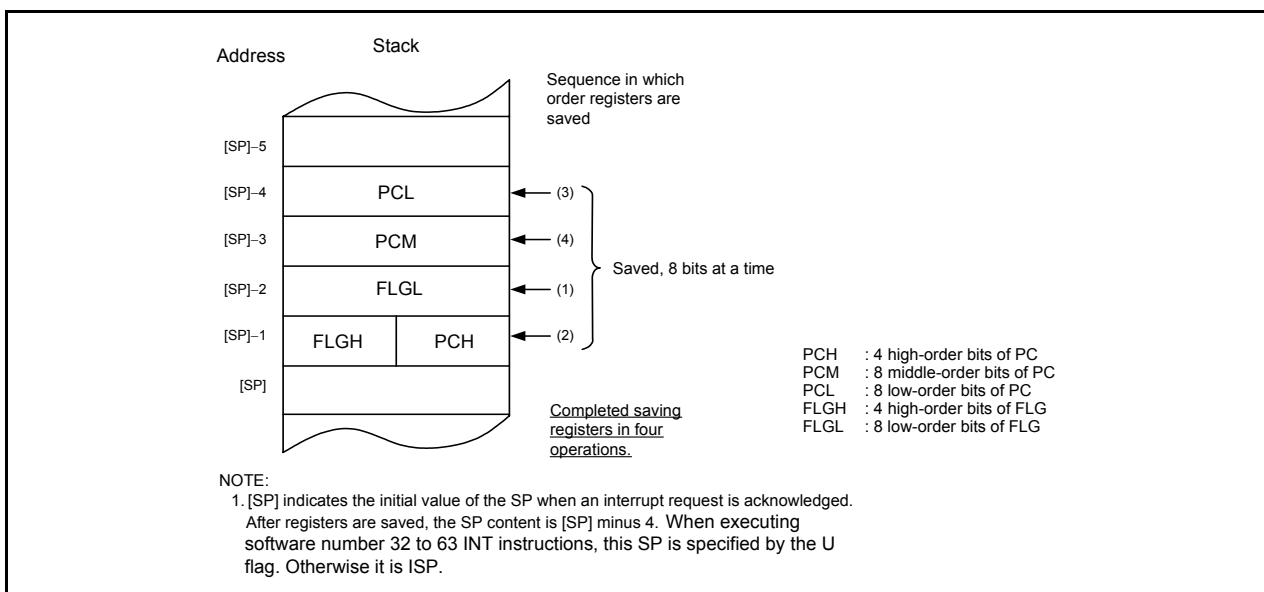 Address
Stack
Sequence in which
order registers are
saved
[SP]−5
[SP]−4
PCL
(3)
[SP]−3
PCM
(4)
Saved, 8 bits at a time
[SP]−2
FLGL
(1)
[SP]−1
FLGH
PCH
(2)
[SP]
PCH : 4 high-order bits of PC
PCM : 8 middle-order bits of PC
PCL : 8 low-order bits of PC
FLGH : 4 high-order bits of FLG
FLGL : 8 low-order bits of FLG
Completed saving
registers in four
operations.
NOTE:
1. [SP] indicates the initial value of the SP when an interrupt request is acknowledged.
After registers are saved, the SP content is [SP] minus 4. When executing
software number 32 to 63 INT instructions, this SP is specified by the U
flag. Otherwise it is ISP.